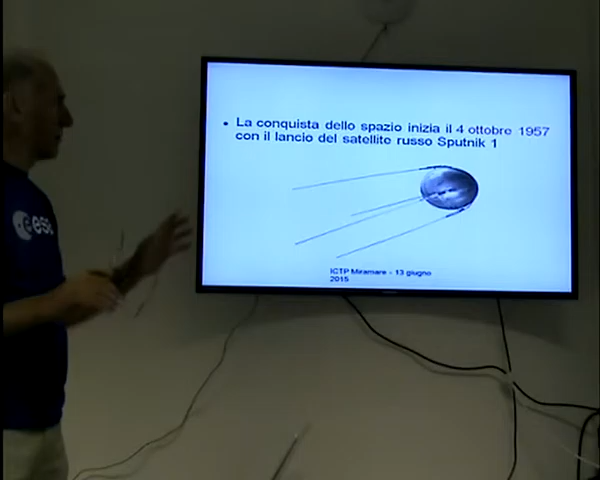 • La conquista dello spazio inizia il 4 ottobre 1957
con il lancio del satellite russo Sputnik 1
ICTP Miramare - 13 giugno
2015
esa